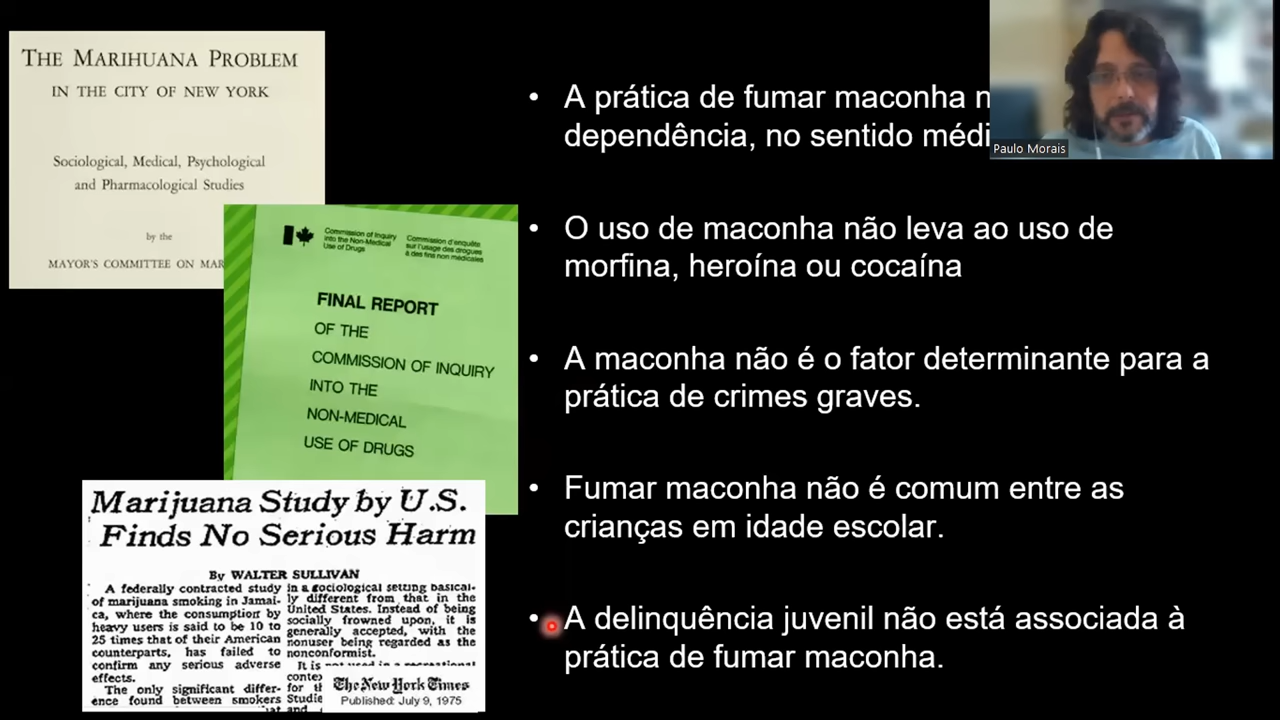 THE MARIHUANA PROBLEM
IN THE CITY OF NEW YORK
Sociological, Medical, Psychological
and Pharmacological Studies
by the
MAYOR'S COMMITTEE ON MAR
Commission of Inquiry
into the Non-Medical
Use of Drugs
Commission d'enquête
sur l'usage des drogues
à des fins non médicales
FINAL REPORT
OF THE
COMMISSION OF INQUIRY
INTO THE
NON-MEDICAL
USE OF DRUGS
Marijuana Study by U.S.
Finds No Serious Harm
By WALTER SULLIVAN
A federally contracted study
of marijuana smoking in Jamai-
ca, where the consumption by
heavy users is said to be 10 to
25 times that of their American
counterparts, has failed to
confirm any serious adverse
effects.
The only significant differ-
ence found between smokers
in a sociological setting basical-
ly different from that in the
United States. Instead of being
socially frowned upon, it is
generally accepted, with the
nonuser being regarded as the
nonconformist.
It is not used in a recreational
contex
for th
Studie
and
The New York Times
Published: July 9, 1975
• A prática de fumar maconha n
dependência, no sentido médi
• O uso de maconha não leva ao uso de
morfina, heroína ou cocaína
• A maconha não é o fator determinante para a
prática de crimes graves.
• Fumar maconha não é comum entre as
crianças em idade escolar.
• A delinquência juvenil não está associada à
prática de fumar maconha.
Paulo Morais